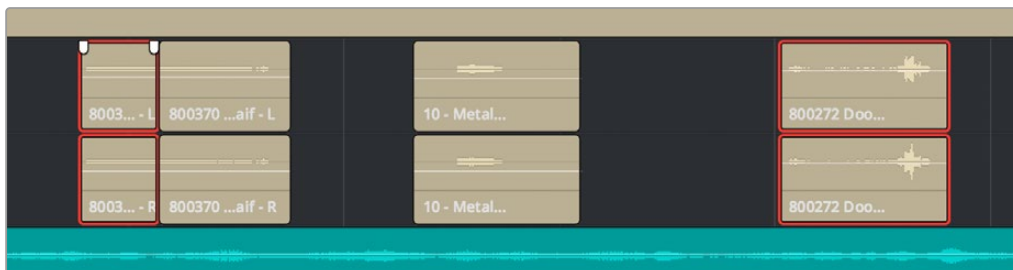 8003... - L
800370 ...aif - L
10 - Metal...
800272 Doo...
8003... - R
800370 ...aif - R
10 - Metal...
800272 Doo...